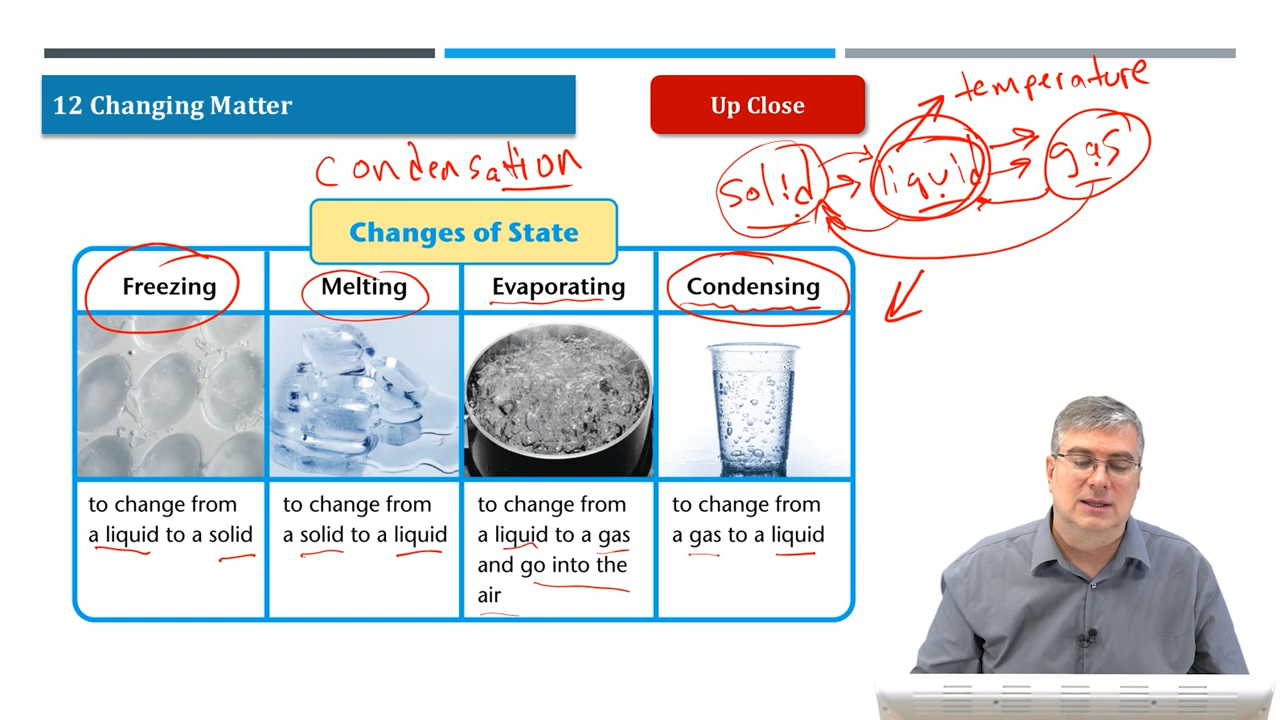 12 Changing Matter
Up Close
temperature
solid liquid gas
condensation
Changes of State
Freezing
Melting
Evaporating
Condensing
to change from
a liquid to a solid
to change from
a solid to a liquid
to change from
a liquid to a gas
and go into the
air
to change from
a gas to a liquid